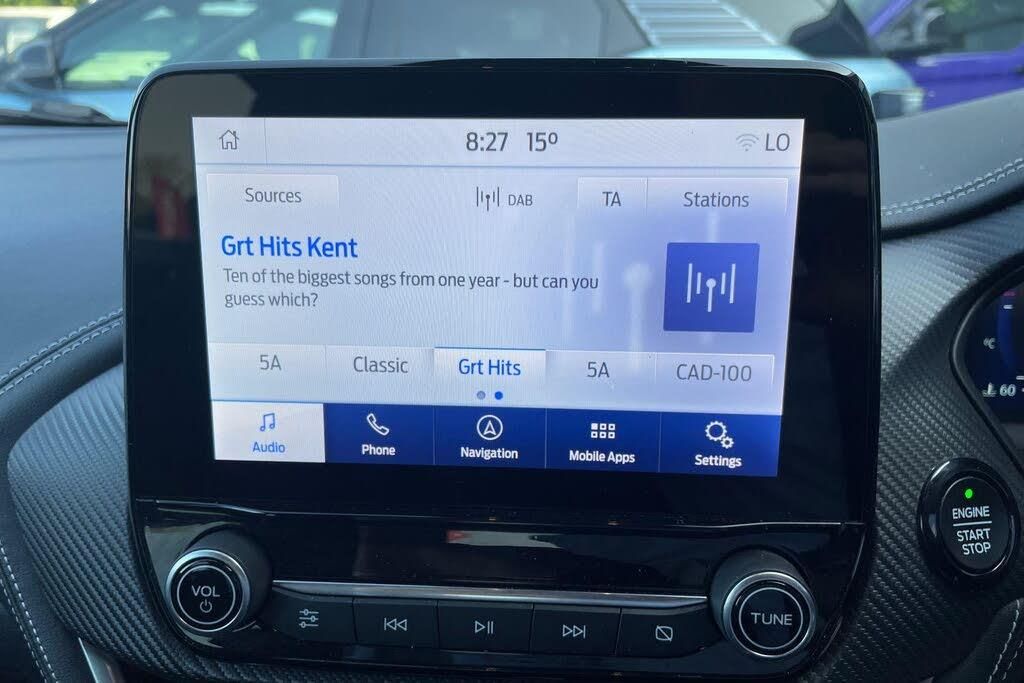 8:27 15º LO
Sources DAB TA Stations
Grt Hits Kent
Ten of the biggest songs from one year - but can you
guess which?
5A Classic Grt Hits 5A CAD-100
Audio Phone Navigation Mobile Apps Settings
ºC
60
ENGINE
START
STOP
VOL
TUNE